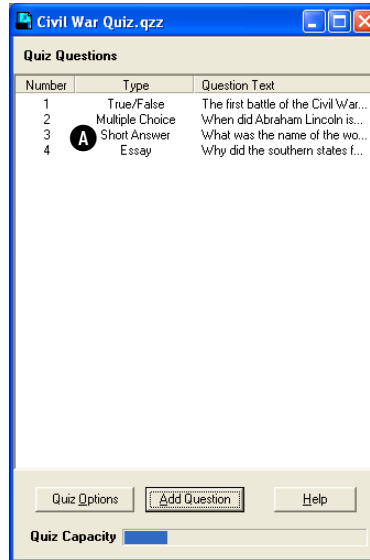 Civil War Quiz.qzz
Quiz Questions
Number Type Question Text
1 True/False The first battle of the Civil War...
2 Multiple Choice When did Abraham Lincoln is...
3 A Short Answer What was the name of the wo...
4 Essay Why did the southern states f...
Quiz Options Add Question Help
Quiz Capacity